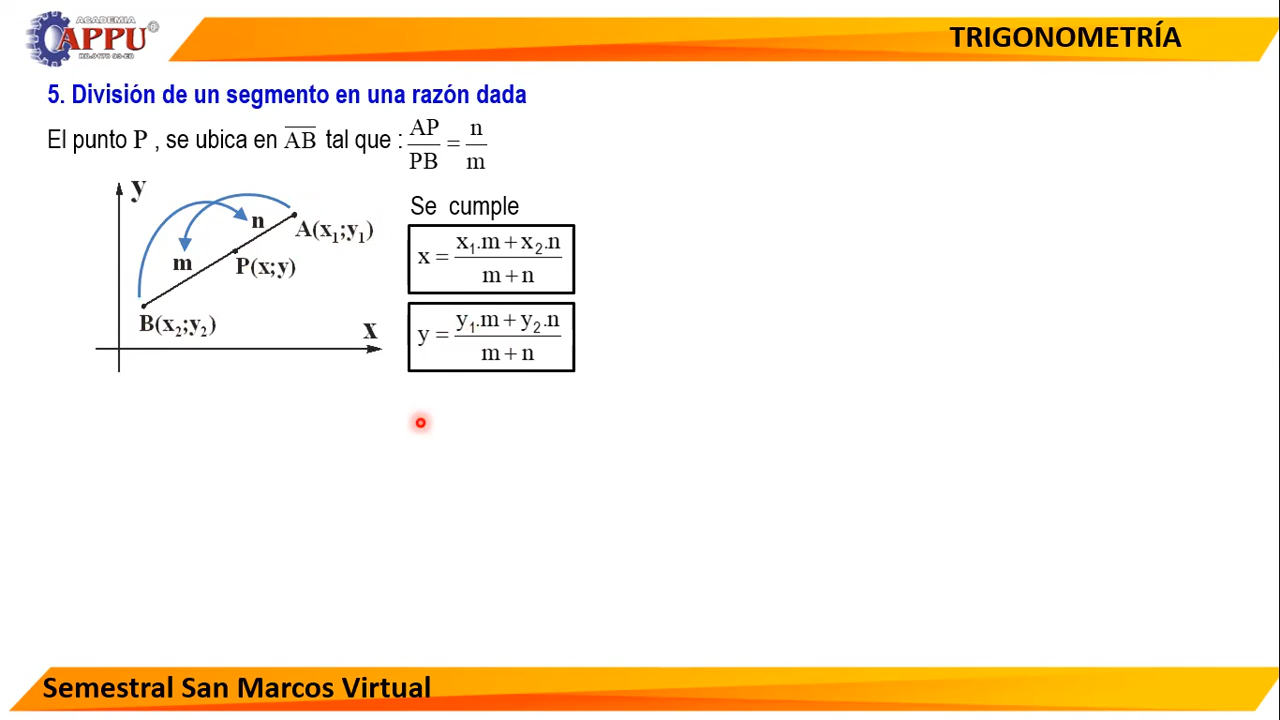 ACADEMIA
APPU®
TRIGONOMETRÍA
5. División de un segmento en una razón dada
El punto P , se ubica en A̅B̅ tal que : AP/PB = n/m
y
n
A(x₁;y₁)
m
P(x;y)
B(x₂;y₂)
x
Se cumple
x = (x₁.m + x₂.n)/(m + n)
y = (y₁.m + y₂.n)/(m + n)
Semestral San Marcos Virtual